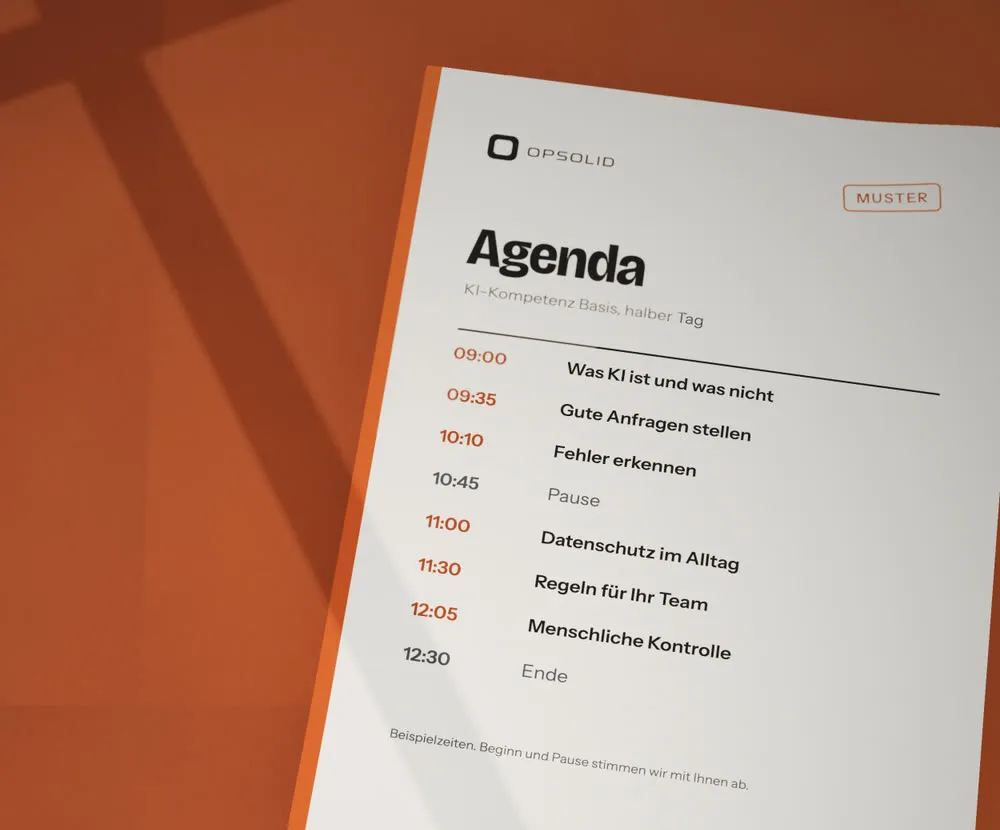 OPSOLID
MUSTER
Agenda
KI-Kompetenz Basis, halber Tag
09:00 Was KI ist und was nicht
09:35 Gute Anfragen stellen
10:10 Fehler erkennen
10:45 Pause
11:00 Datenschutz im Alltag
11:30 Regeln für Ihr Team
12:05 Menschliche Kontrolle
12:30 Ende
Beispielzeiten. Beginn und Pause stimmen wir mit Ihnen ab.